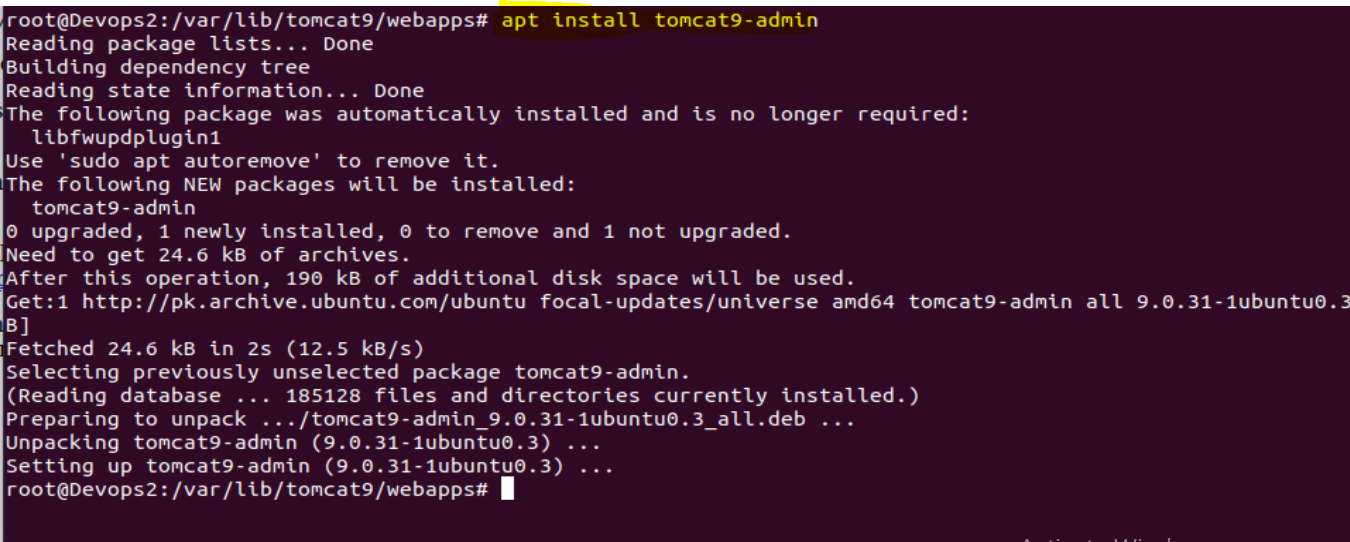 root@Devops2:/var/lib/tomcat9/webapps# apt install tomcat9-admin
Reading package lists... Done
Building dependency tree
Reading state information... Done
The following package was automatically installed and is no longer required:
  libfwupdplugin1
Use 'sudo apt autoremove' to remove it.
The following NEW packages will be installed:
  tomcat9-admin
0 upgraded, 1 newly installed, 0 to remove and 1 not upgraded.
Need to get 24.6 kB of archives.
After this operation, 190 kB of additional disk space will be used.
Get:1 http://pk.archive.ubuntu.com/ubuntu focal-updates/universe amd64 tomcat9-admin all 9.0.31-1ubuntu0.3
B]
Fetched 24.6 kB in 2s (12.5 kB/s)
Selecting previously unselected package tomcat9-admin.
(Reading database ... 185128 files and directories currently installed.)
Preparing to unpack .../tomcat9-admin_9.0.31-1ubuntu0.3_all.deb ...
Unpacking tomcat9-admin (9.0.31-1ubuntu0.3) ...
Setting up tomcat9-admin (9.0.31-1ubuntu0.3) ...
root@Devops2:/var/lib/tomcat9/webapps#